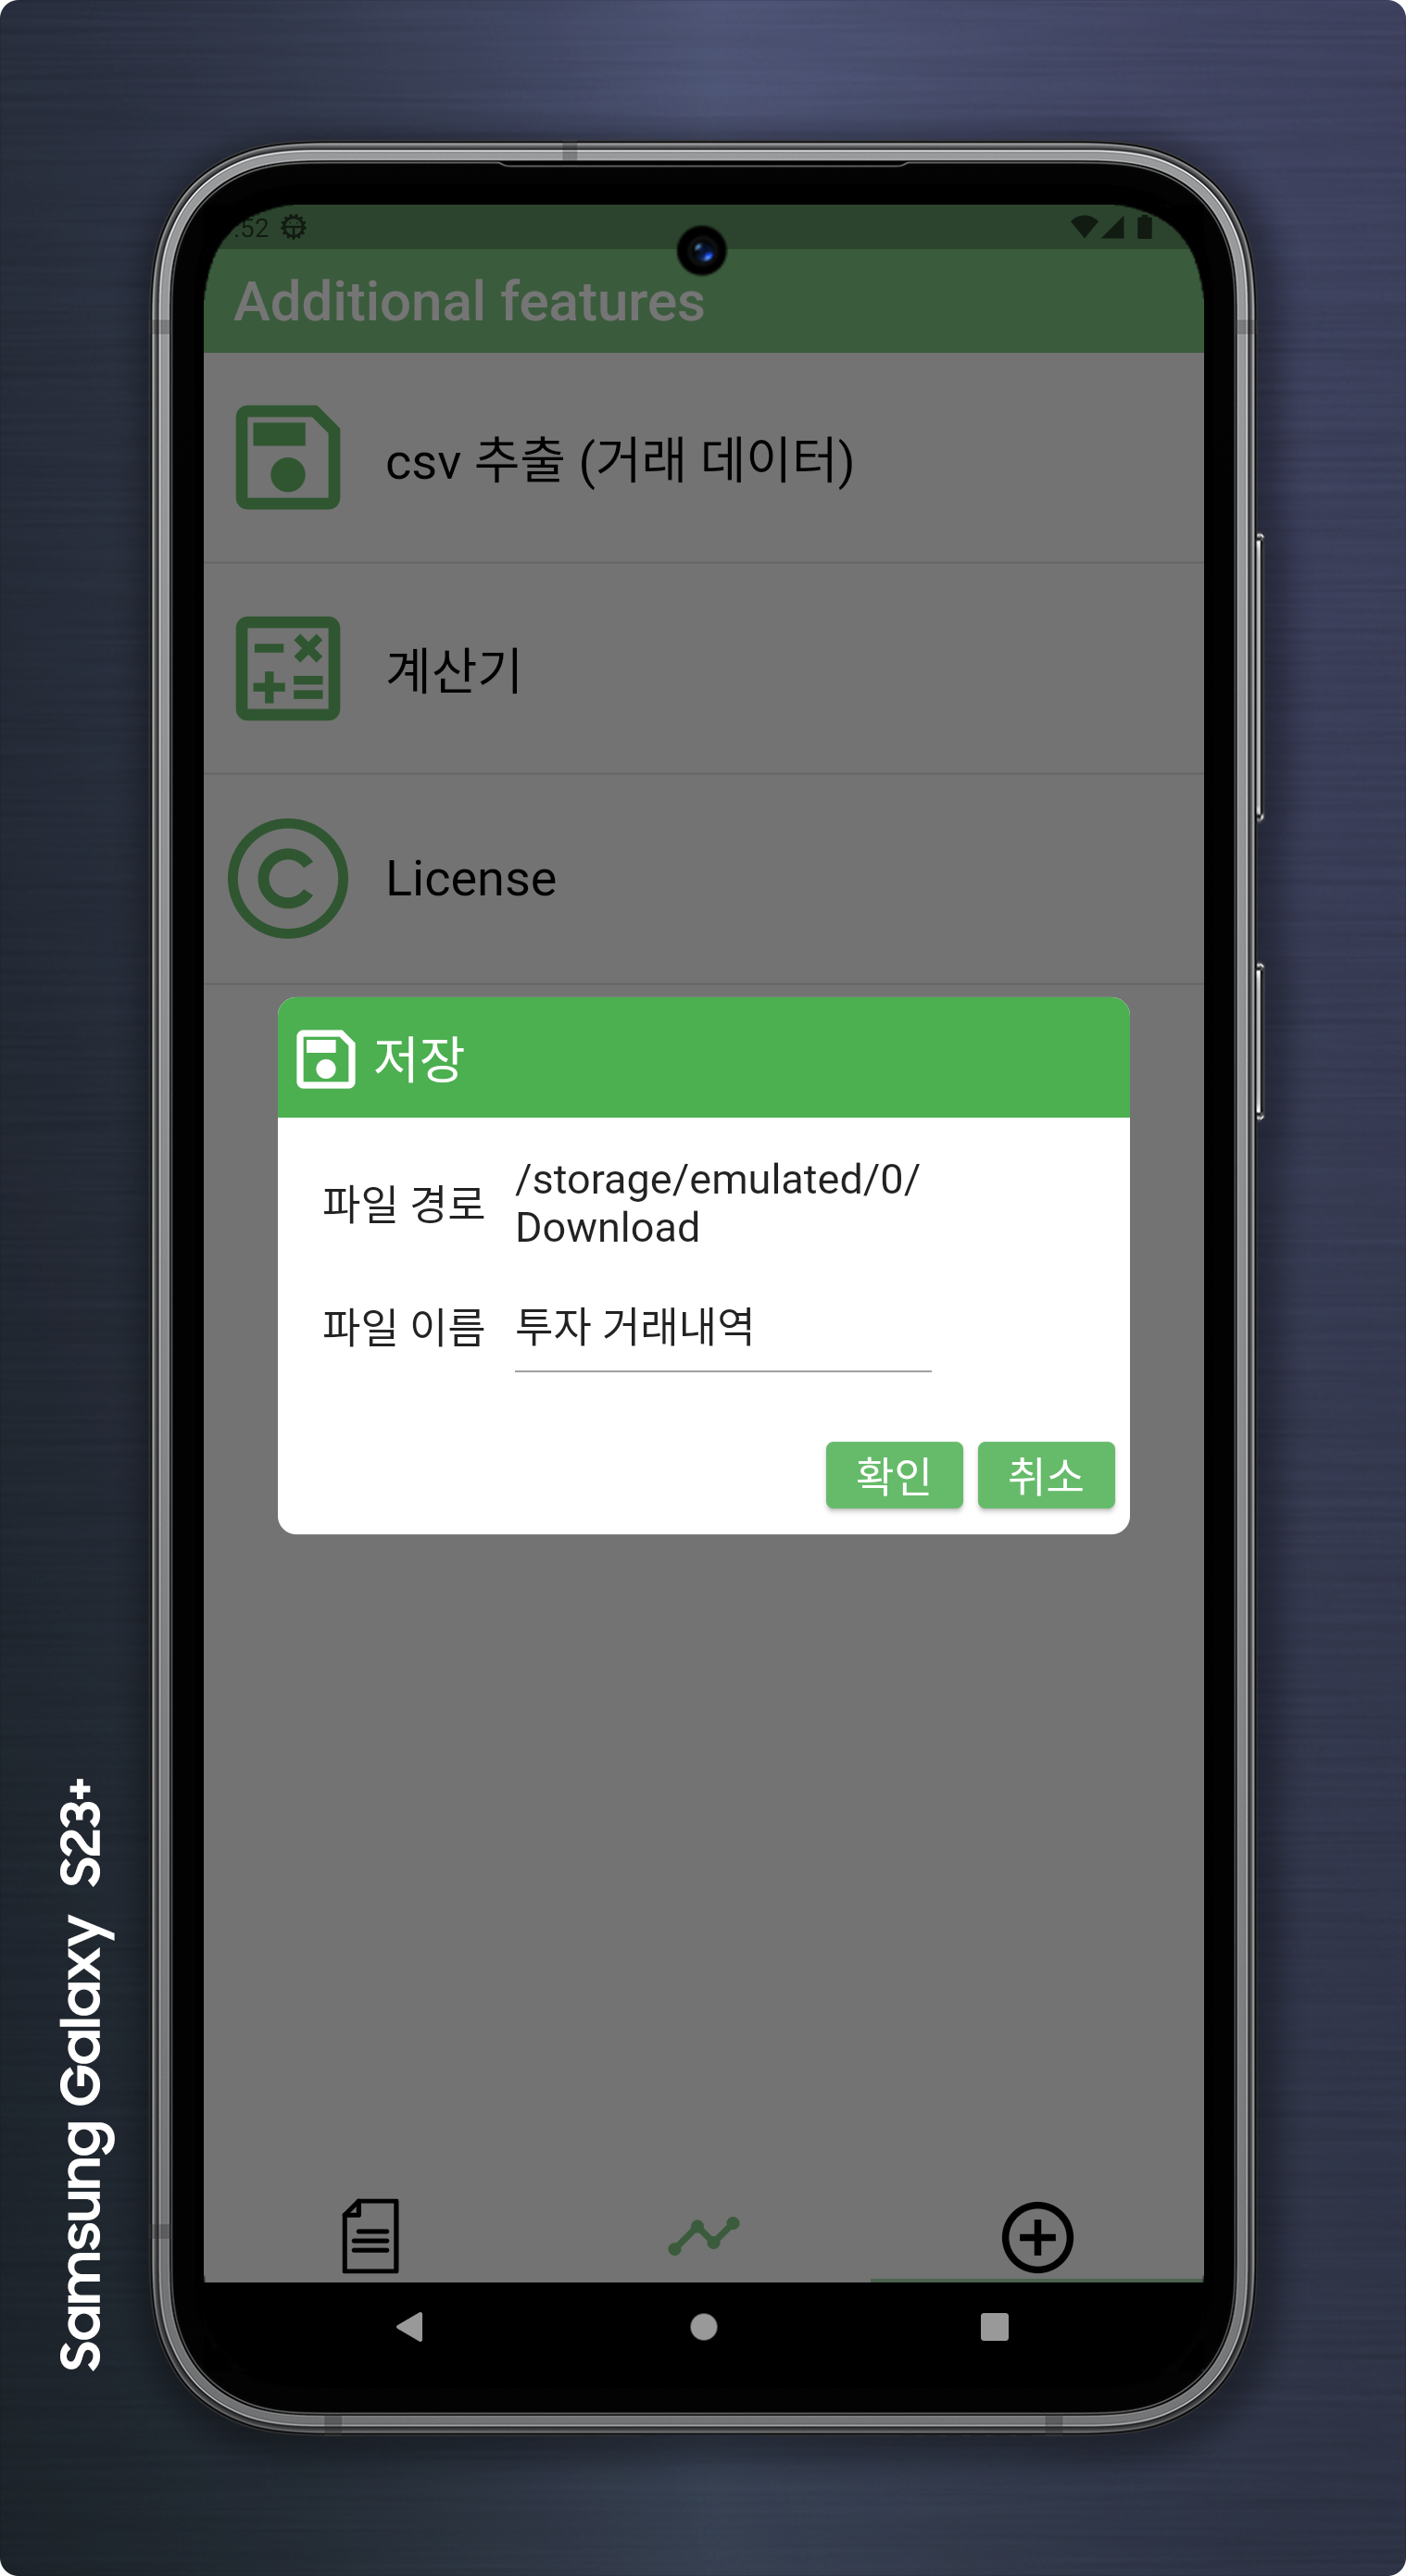 :52
Additional features
csv 추출 (거래 데이터)
계산기
License
저장
파일 경로 /storage/emulated/0/
Download
파일 이름 투자 거래내역
확인 취소
Samsung Galaxy S23+